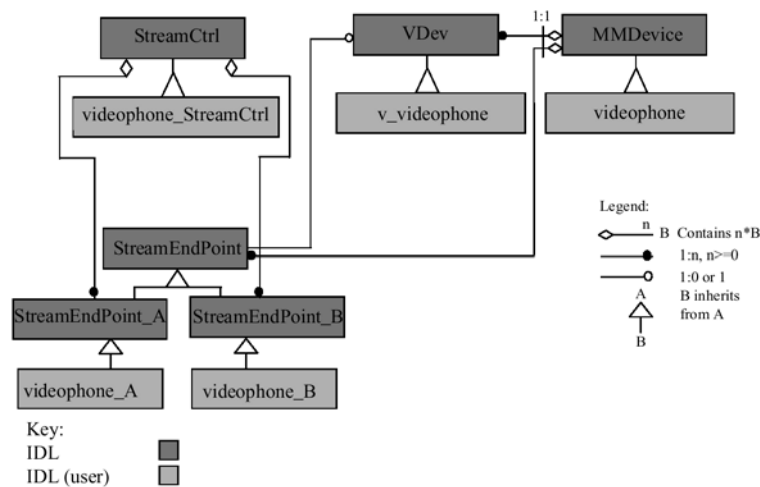 1:1
StreamCtrl
VDev
MMDevice
videophone_StreamCtrl
v_videophone
videophone
Legend:
n
B Contains n*B
1:n, n>=0
1:0 or 1
A
B inherits
from A
B
StreamEndPoint
StreamEndPoint_A
StreamEndPoint_B
videophone_A
videophone_B
Key:
IDL
IDL (user)